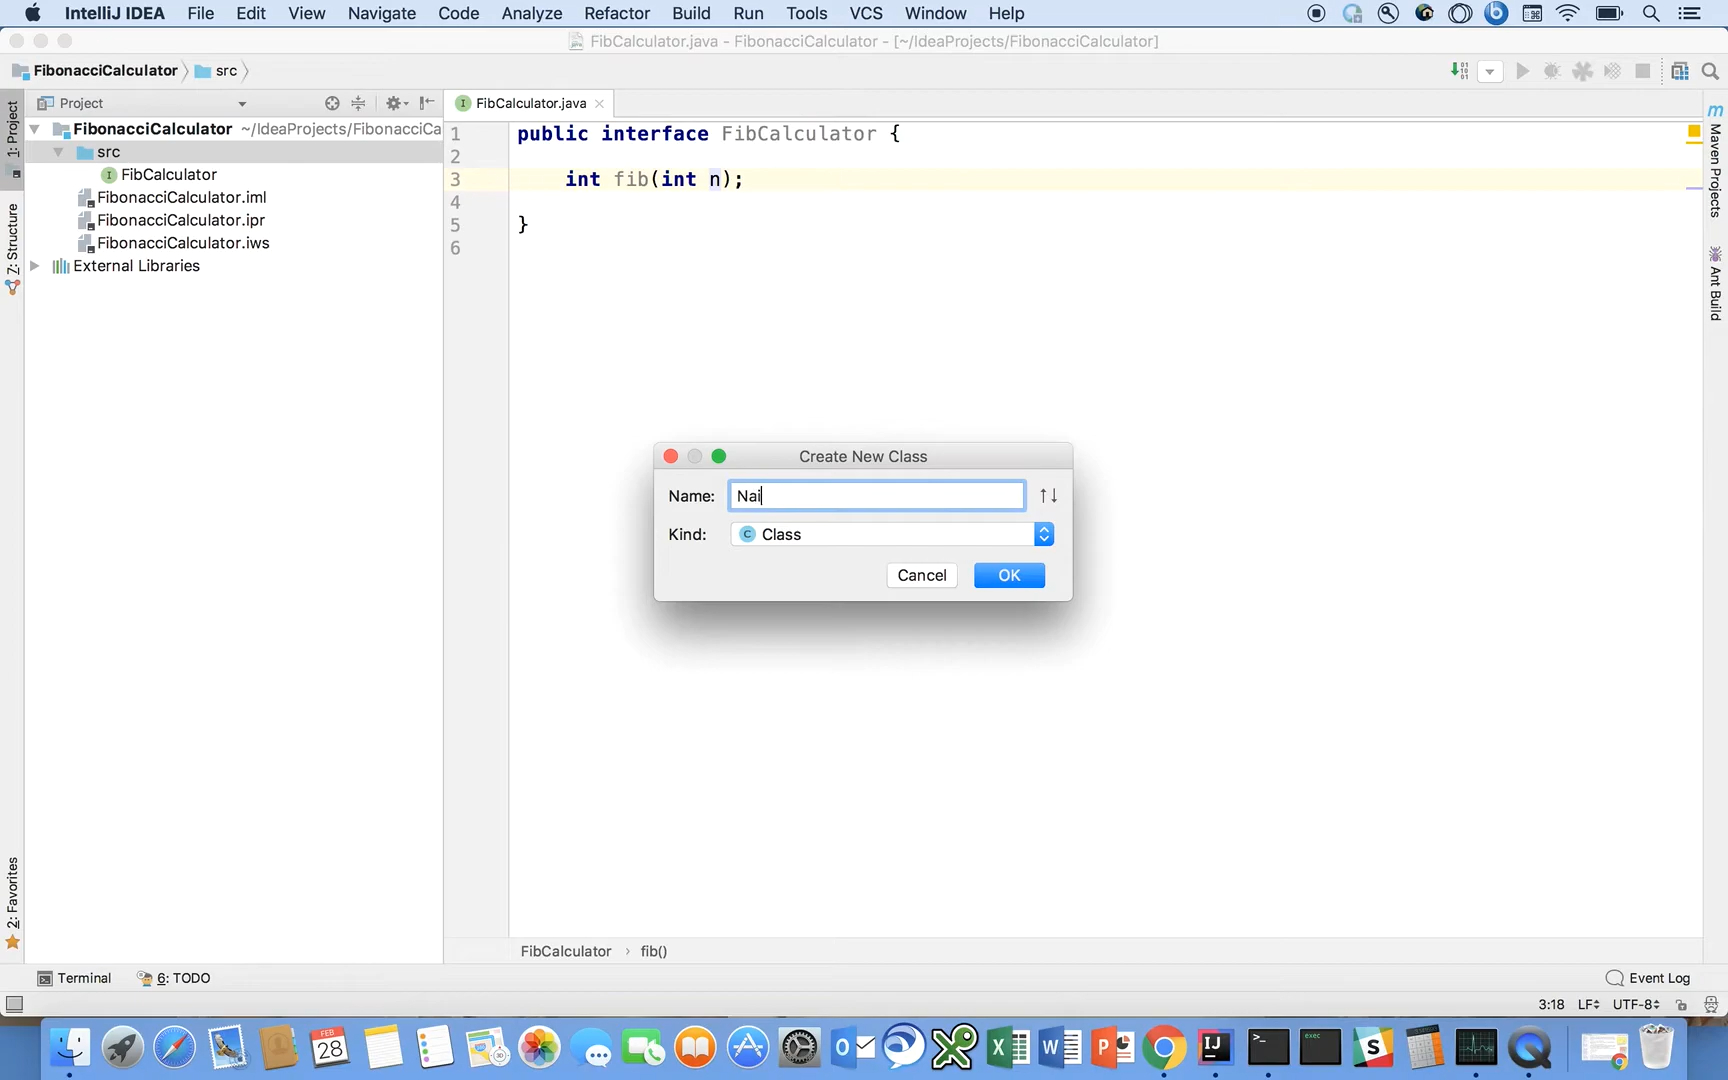 IntelliJ IDEA File Edit View Navigate Code Analyze Refactor Build Run Tools VCS Window Help
FibCalculator.java - FibonacciCalculator - [~/IdeaProjects/FibonacciCalculator]
FibonacciCalculator src
Project
FibCalculator.java
1: Project
Z: Structure
2: Favorites
FibonacciCalculator ~/IdeaProjects/FibonacciCa
src
FibCalculator
FibonacciCalculator.iml
FibonacciCalculator.ipr
FibonacciCalculator.iws
External Libraries
1 public interface FibCalculator {
2
3 int fib(int n);
4
5 }
6
Maven Projects
Ant Build
Create New Class
Name: Nai
Kind: Class
Cancel OK
FibCalculator › fib()
Terminal 6: TODO Event Log
3:18 LF UTF-8
FEB
28